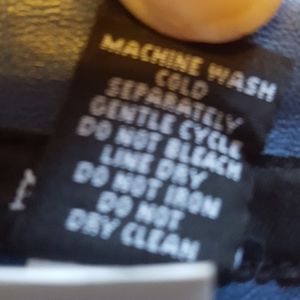 MACHINE WASH
COLD
SEPARATELY
GENTLE CYCLE
DO NOT BLEACH
LINE DRY
DO NOT IRON
DO NOT
DRY CLEAN